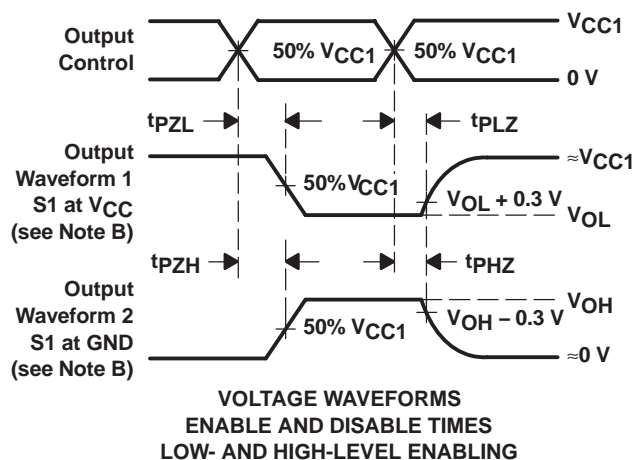 Output
Control
50% VCC1
50% VCC1
VCC1
0 V
tPZL
tPLZ
Output
Waveform 1
S1 at VCC
(see Note B)
50%VCC1
≈VCC1
VOL + 0.3 V
VOL
tPZH
tPHZ
Output
Waveform 2
S1 at GND
(see Note B)
50% VCC1
VOH
VOH − 0.3 V
≈0 V
VOLTAGE WAVEFORMS
ENABLE AND DISABLE TIMES
LOW- AND HIGH-LEVEL ENABLING